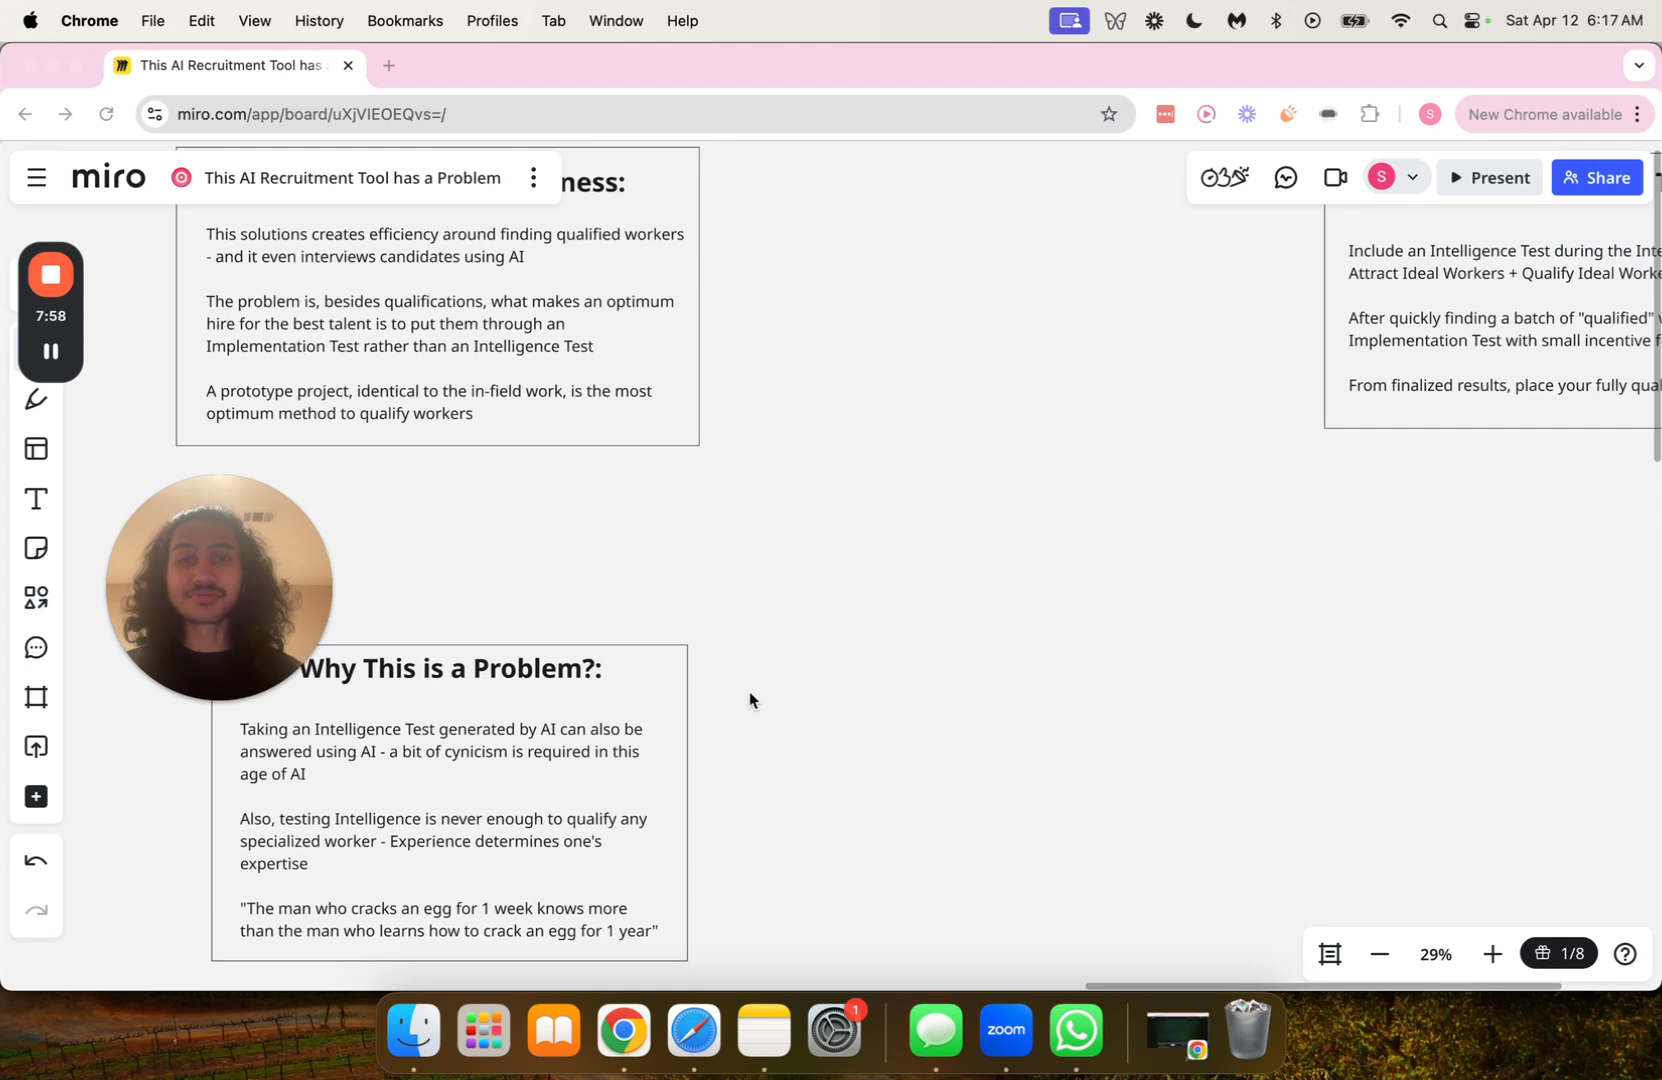 Chrome File Edit View History Bookmarks Profiles Tab Window Help
Sat Apr 12 6:17 AM
This AI Recruitment Tool has
miro.com/app/board/uXjVIEOEQvs=/
New Chrome available
S
miro
This AI Recruitment Tool has a Problem
ness:
S
Present
Share
7:58
This solutions creates efficiency around finding qualified workers
- and it even interviews candidates using AI
The problem is, besides qualifications, what makes an optimum
hire for the best talent is to put them through an
Implementation Test rather than an Intelligence Test
A prototype project, identical to the in-field work, is the most
optimum method to qualify workers
Include an Intelligence Test during the Inte
Attract Ideal Workers + Qualify Ideal Worke
After quickly finding a batch of "qualified"
Implementation Test with small incentive f
From finalized results, place your fully qual
Why This is a Problem?:
Taking an Intelligence Test generated by AI can also be
answered using AI - a bit of cynicism is required in this
age of AI
Also, testing Intelligence is never enough to qualify any
specialized worker - Experience determines one's
expertise
"The man who cracks an egg for 1 week knows more
than the man who learns how to crack an egg for 1 year"
29%
1/8
1
zoom